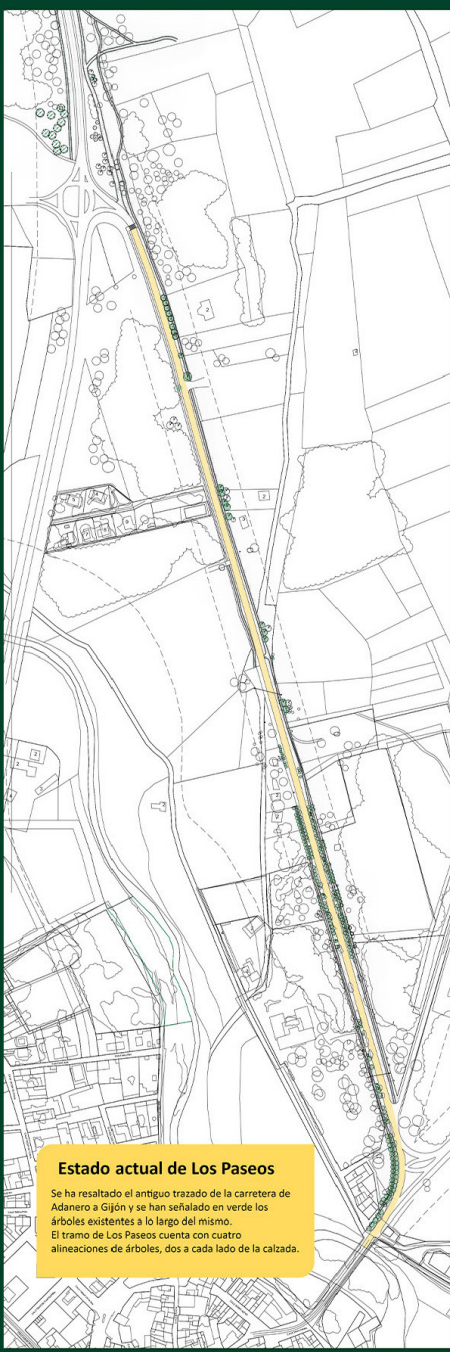 Estado actual de Los Paseos
Se ha resaltado el antiguo trazado de la carretera de
Adanero a Gijón y se han señalado en verde los
árboles existentes a lo largo del mismo.
El tramo de Los Paseos cuenta con cuatro
alineaciones de árboles, dos a cada lado de la calzada.